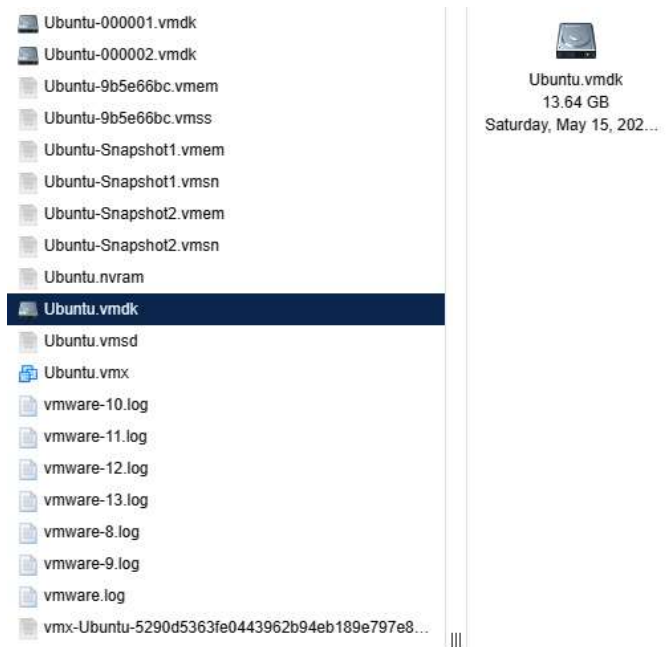 Ubuntu-000001.vmdk
Ubuntu-000002.vmdk
Ubuntu-9b5e66bc.vmem
Ubuntu-9b5e66bc.vmss
Ubuntu-Snapshot1.vmem
Ubuntu-Snapshot1.vmsn
Ubuntu-Snapshot2.vmem
Ubuntu-Snapshot2.vmsn
Ubuntu.nvram
Ubuntu.vmdk
Ubuntu.vmsd
Ubuntu.vmx
vmware-10.log
vmware-11.log
vmware-12.log
vmware-13.log
vmware-8.log
vmware-9.log
vmware.log
vmx-Ubuntu-5290d5363fe0443962b94eb189e797e8...
Ubuntu.vmdk
13.64 GB
Saturday, May 15, 202...